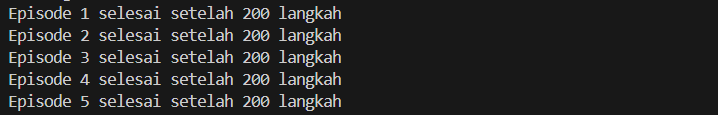 Episode 1 selesai setelah 200 langkah
Episode 2 selesai setelah 200 langkah
Episode 3 selesai setelah 200 langkah
Episode 4 selesai setelah 200 langkah
Episode 5 selesai setelah 200 langkah